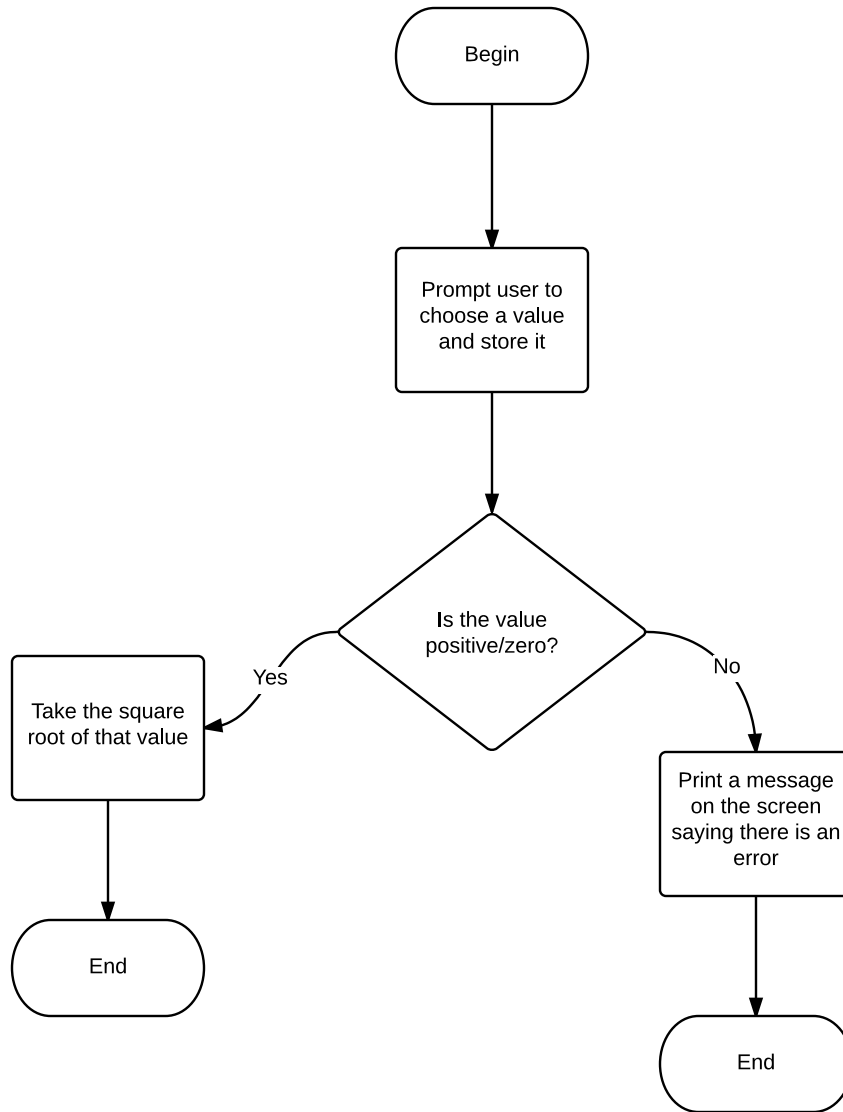 Begin
Prompt user to
choose a value
and store it
Is the value
positive/zero?
Yes
No
Take the square
root of that value
Print a message
on the screen
saying there is an
error
End
End